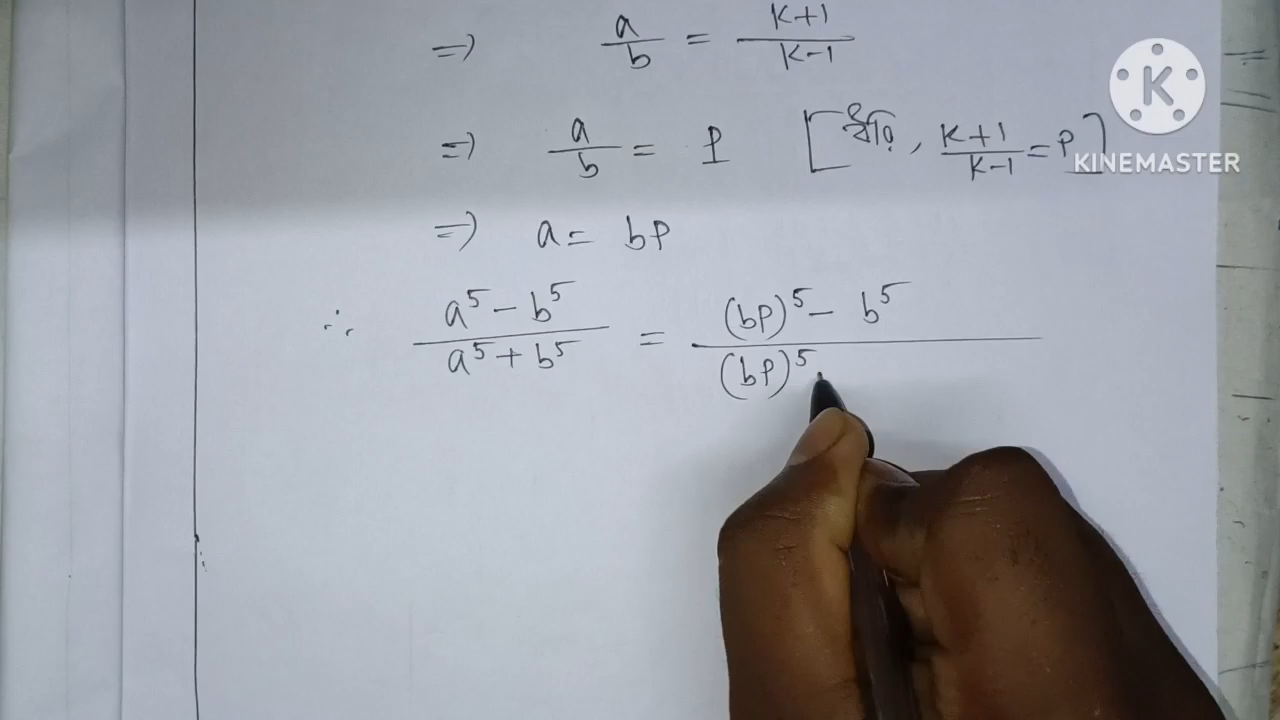 => a/b = K+1/K-1
=> a/b = P [ধরি, K+1/K-1 = P]
KINEMASTER
=> a = bP
∴ a⁵ - b⁵/a⁵ + b⁵ = (bP)⁵ - b⁵/(bP)⁵